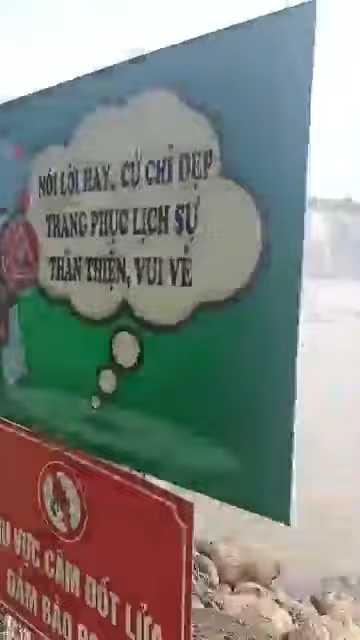 NÓI LỜI HAY, CỬ CHỈ ĐẸP
TRANG PHỤC LỊCH SỰ
THÂN THIỆN, VUI VẺ
VỰC CẤM ĐỐT LỬA
ĐẢM BẢO